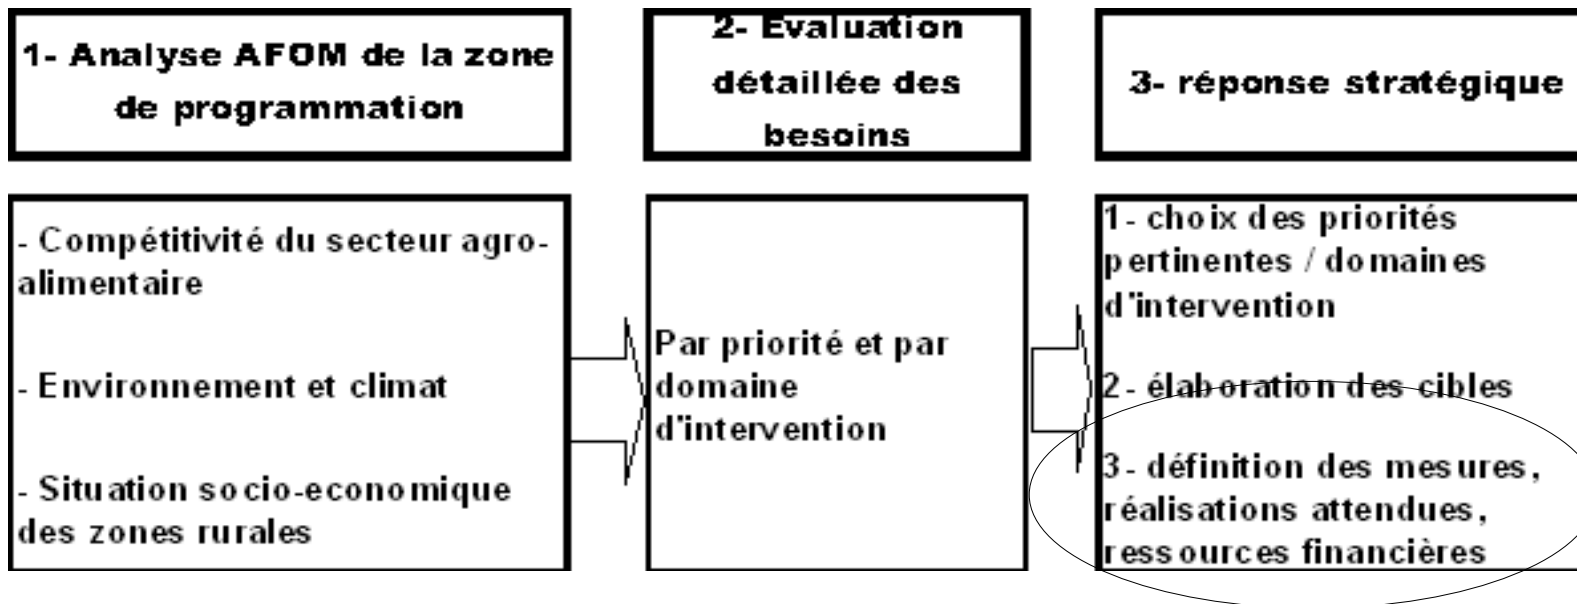 1- Analyse AFOM de la zone
de programmation
2- Evaluation
détaillée des
besoins
3- réponse stratégique
- Compétitivité du secteur agro-
alimentaire
- Environnement et climat
- Situation socio-economique
des zones rurales
Par priorité et par
domaine
d'intervention
1- choix des priorités
pertinentes / domaines
d'intervention
2- élaboration des cibles
3- définition des mesures,
réalisations attendues,
ressources financières